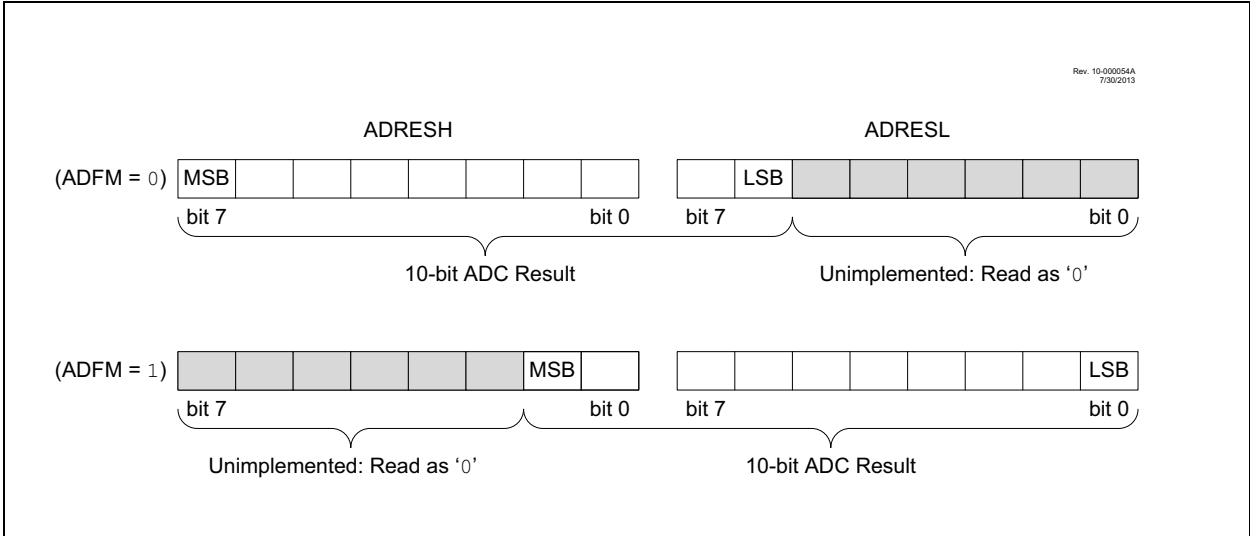 Rev. 10-000054A
7/30/2013
ADRESH ADRESL
(ADFM = 0) MSB LSB
bit 7 bit 0 bit 7 bit 0
10-bit ADC Result Unimplemented: Read as ‘0’
(ADFM = 1) MSB LSB
bit 7 bit 0 bit 7 bit 0
Unimplemented: Read as ‘0’ 10-bit ADC Result